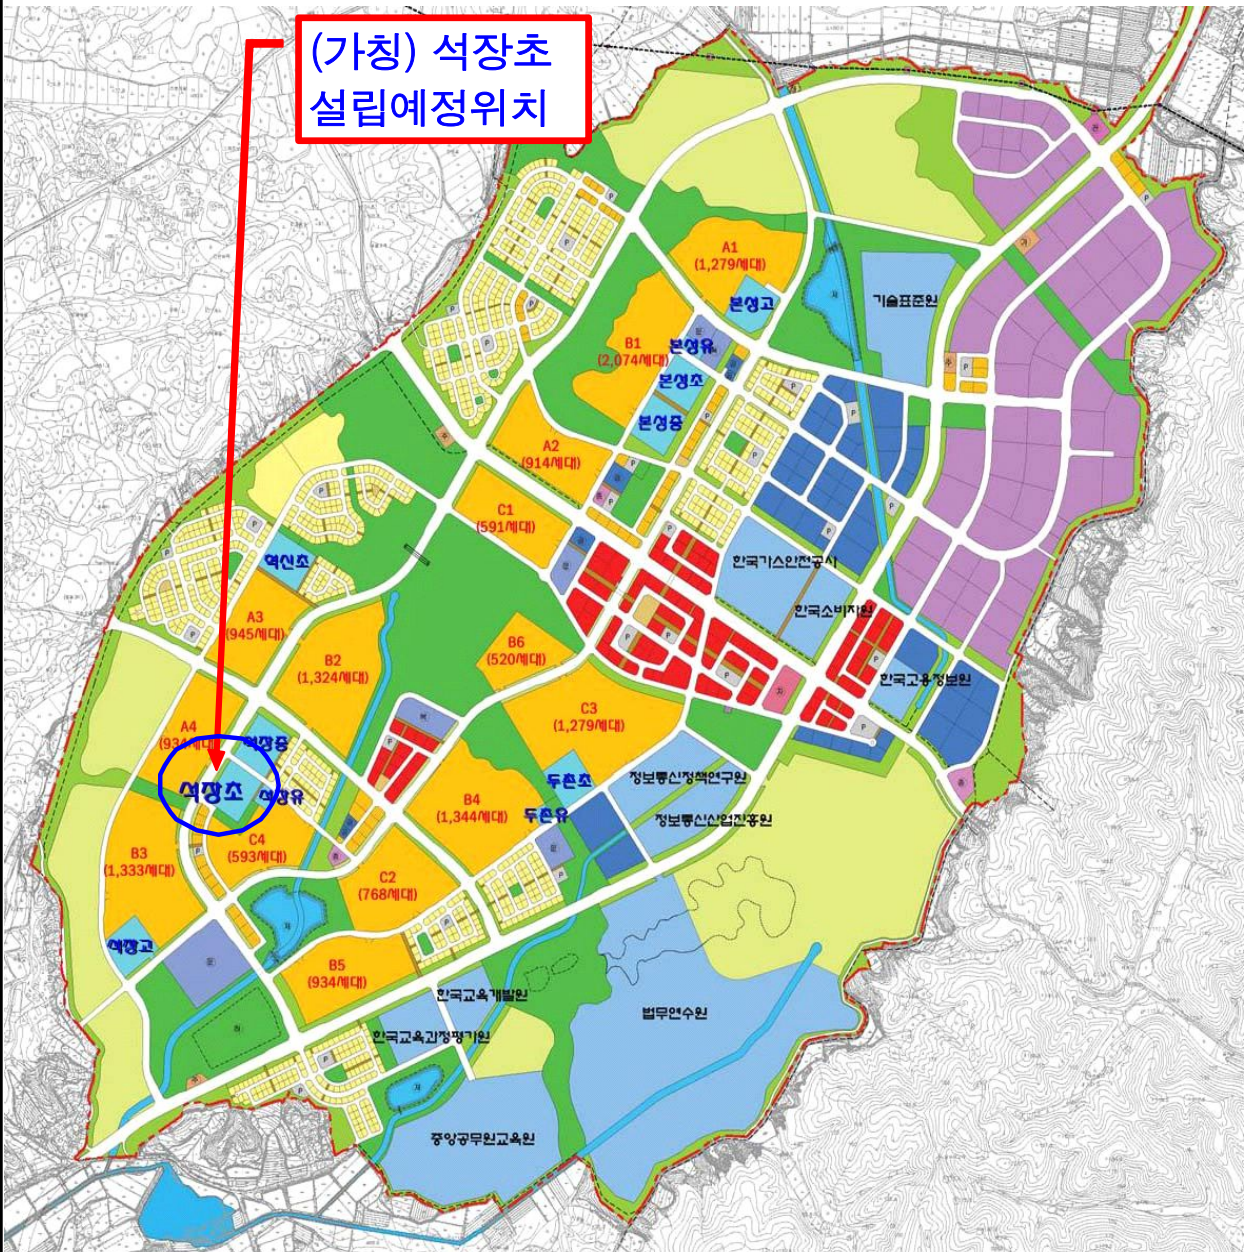 (가칭) 석장초
설립예정위치
A1
(1,279세대)
본성고
기술표준원
B1
(2,074세대)
본성유
본성초
본성중
A2
(914세대)
C1
(591세대)
한국가스안전공사
한국소비자원
혁신초
A3
(945세대)
B2
(1,324세대)
B6
(520세대)
한국고용정보원
C3
(1,279세대)
A4
(934세대)
석장중
석장초
석장유
두촌초
두촌유
정보통신정책연구원
정보통신산업진흥원
B4
(1,344세대)
B3
(1,333세대)
C4
(593세대)
C2
(768세대)
석장고
B5
(934세대)
한국교육개발원
한국교육과정평가원
법무연수원
중앙공무원교육원